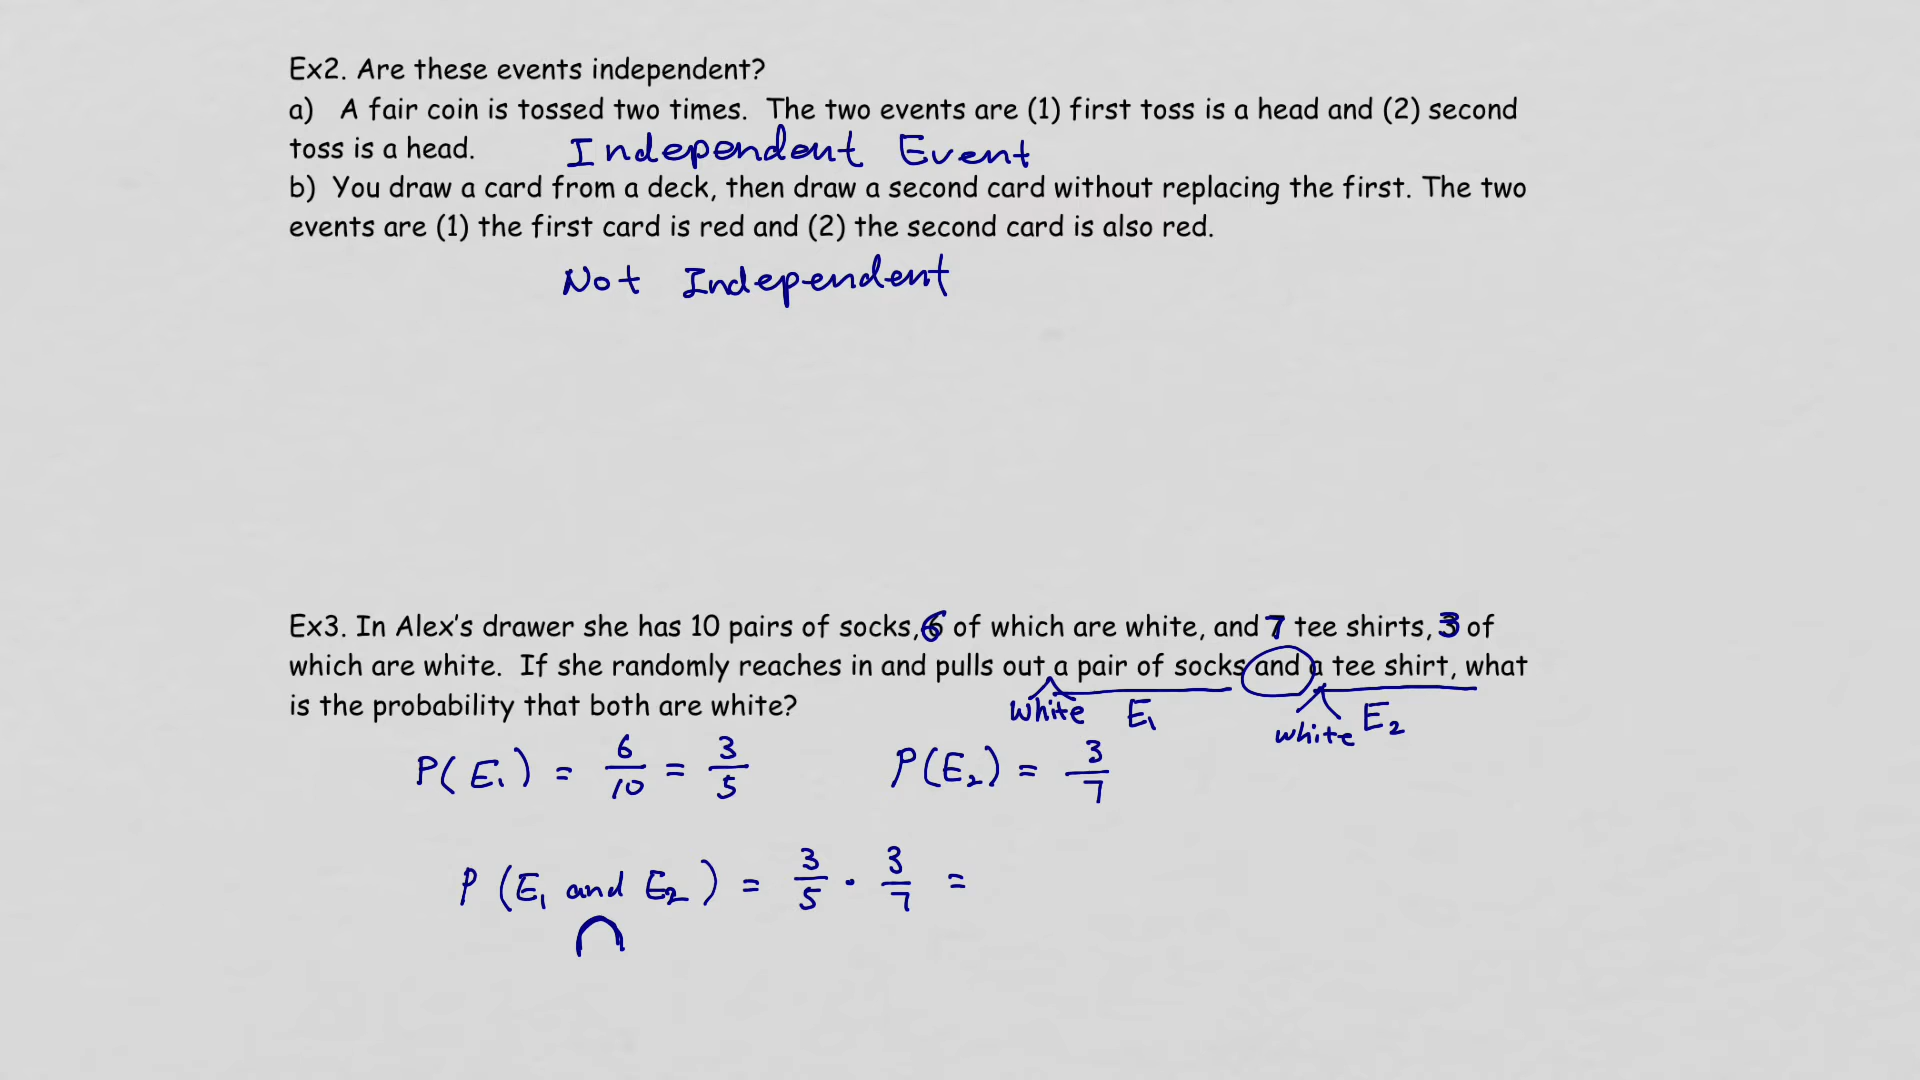 Ex2. Are these events independent?
a) A fair coin is tossed two times. The two events are (1) first toss is a head and (2) second
toss is a head. Independent Event
b) You draw a card from a deck, then draw a second card without replacing the first. The two
events are (1) the first card is red and (2) the second card is also red.
Not Independent
Ex3. In Alex's drawer she has 10 pairs of socks, 6 of which are white, and 7 tee shirts, 3 of
which are white. If she randomly reaches in and pulls out a pair of socks and a tee shirt, what
is the probability that both are white? white E₁ white E₂
P(E₁) = 6/10 = 3/5 P(E₂) = 3/7
P (E₁ and E₂) = 3/5 · 3/7 =
∩